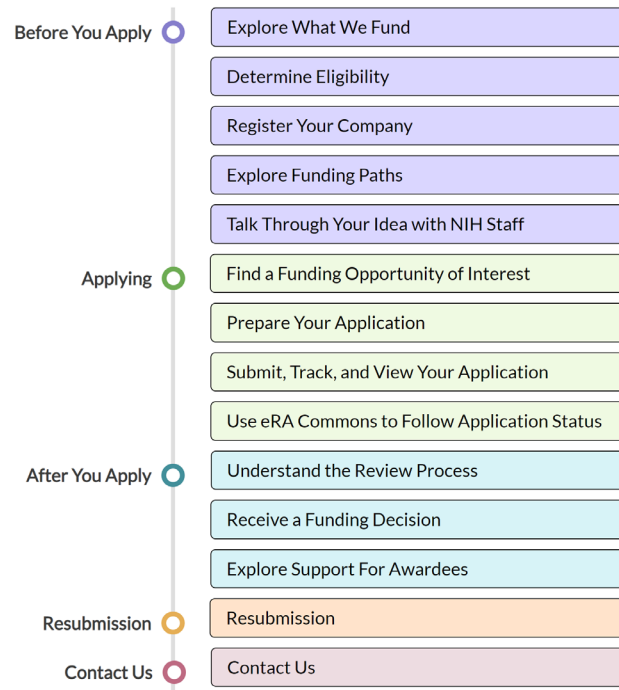 Before You Apply
Explore What We Fund
Determine Eligibility
Register Your Company
Explore Funding Paths
Talk Through Your Idea with NIH Staff
Applying
Find a Funding Opportunity of Interest
Prepare Your Application
Submit, Track, and View Your Application
Use eRA Commons to Follow Application Status
After You Apply
Understand the Review Process
Receive a Funding Decision
Explore Support For Awardees
Resubmission
Resubmission
Contact Us
Contact Us